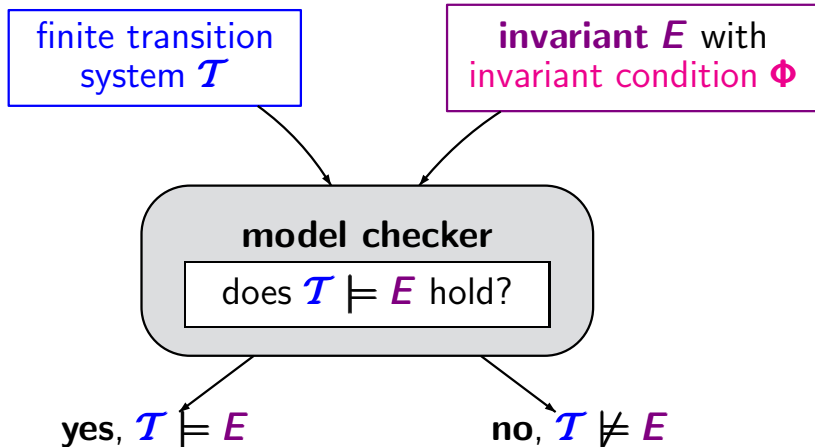 finite transition
system 𝒯
invariant E with
invariant condition Φ
model checker
does 𝒯 ⊨ E hold?
yes, 𝒯 ⊨ E
no, 𝒯 ⊭ E